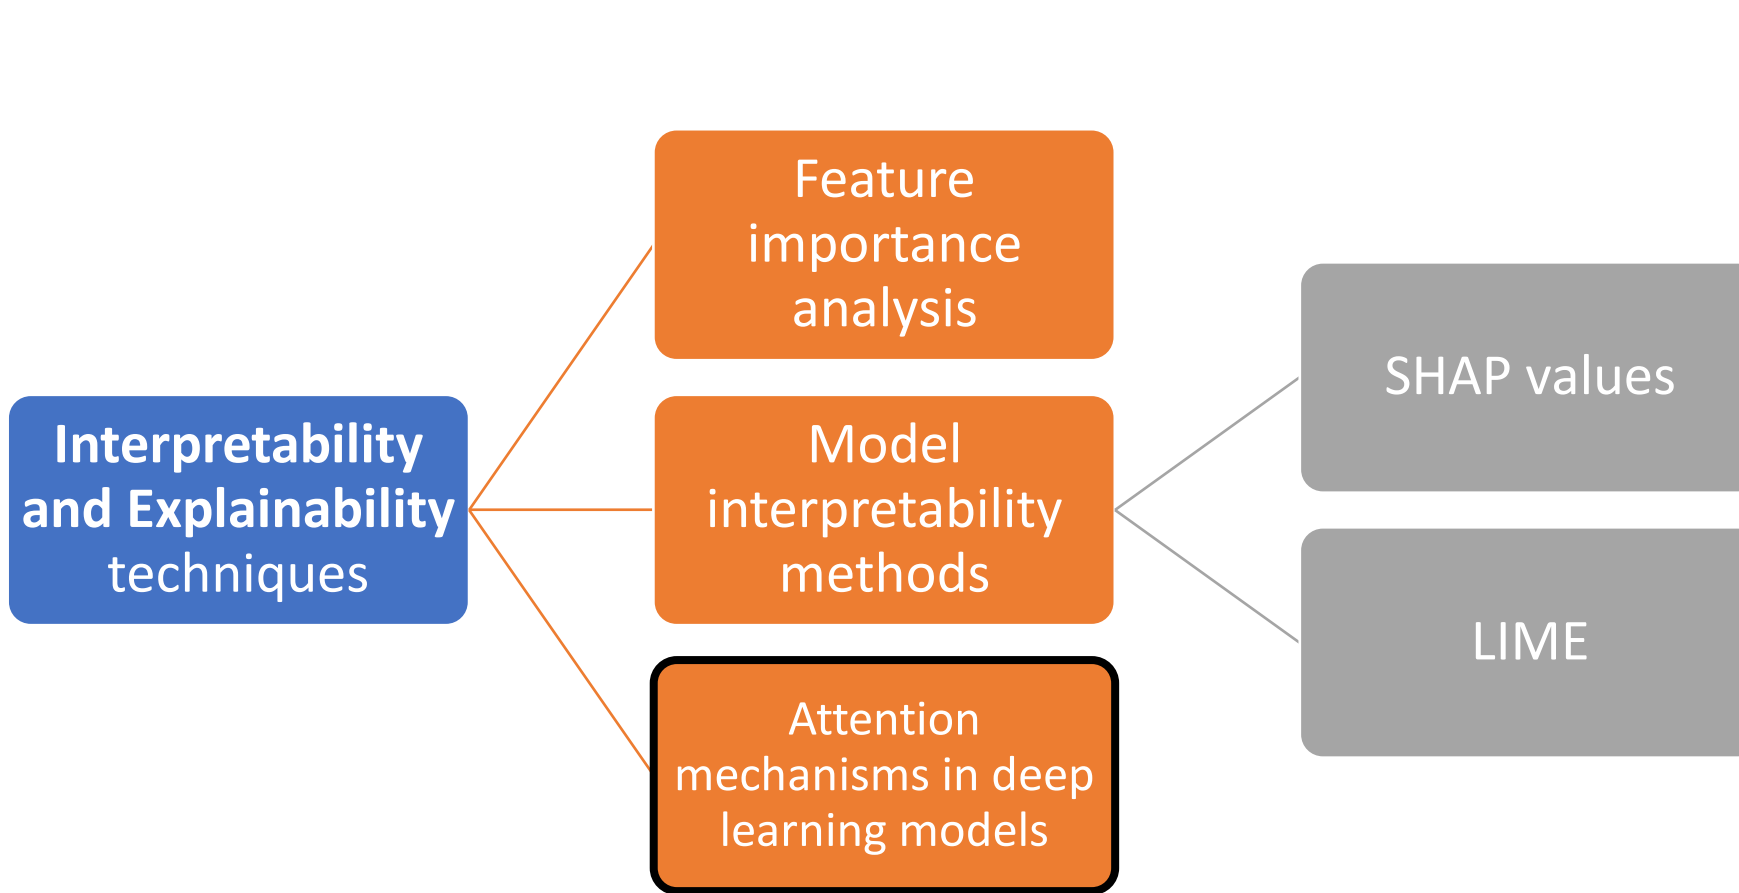 Interpretability
and Explainability
techniques
Feature
importance
analysis
Model
interpretability
methods
Attention
mechanisms in deep
learning models
SHAP values
LIME